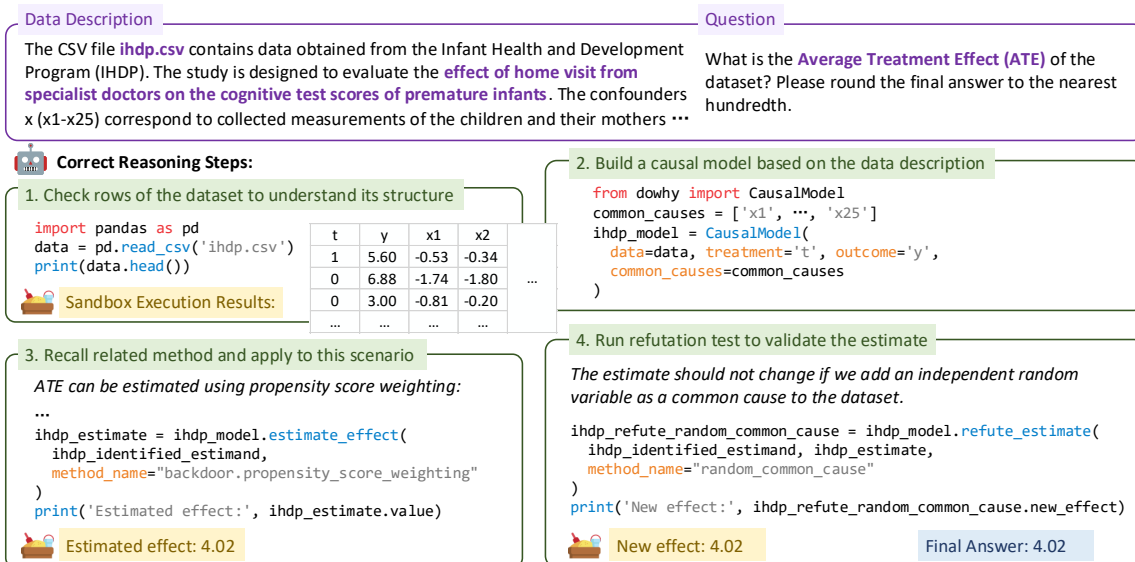 Data Description
The CSV file ihdp.csv contains data obtained from the Infant Health and Development
Program (IHDP). The study is designed to evaluate the effect of home visit from
specialist doctors on the cognitive test scores of premature infants. The confounders
x (x1-x25) correspond to collected measurements of the children and their mothers ⋯
Question
What is the Average Treatment Effect (ATE) of the
dataset? Please round the final answer to the nearest
hundredth.
Correct Reasoning Steps:
1. Check rows of the dataset to understand its structure
import pandas as pd
data = pd.read_csv('ihdp.csv')
print(data.head())
Sandbox Execution Results:
t y x1 x2
1 5.60 -0.53 -0.34
0 6.88 -1.74 -1.80 ...
0 3.00 -0.81 -0.20
... ... ... ...
2. Build a causal model based on the data description
from dowhy import CausalModel
common_causes = ['x1', ⋯, 'x25']
ihdp_model = CausalModel(
data=data, treatment='t', outcome='y',
common_causes=common_causes
)
3. Recall related method and apply to this scenario
ATE can be estimated using propensity score weighting:
...
ihdp_estimate = ihdp_model.estimate_effect(
ihdp_identified_estimand,
method_name="backdoor.propensity_score_weighting"
)
print('Estimated effect:', ihdp_estimate.value)
Estimated effect: 4.02
4. Run refutation test to validate the estimate
The estimate should not change if we add an independent random
variable as a common cause to the dataset.
ihdp_refute_random_common_cause = ihdp_model.refute_estimate(
ihdp_identified_estimand, ihdp_estimate,
method_name="random_common_cause"
)
print('New effect:', ihdp_refute_random_common_cause.new_effect)
New effect: 4.02
Final Answer: 4.02